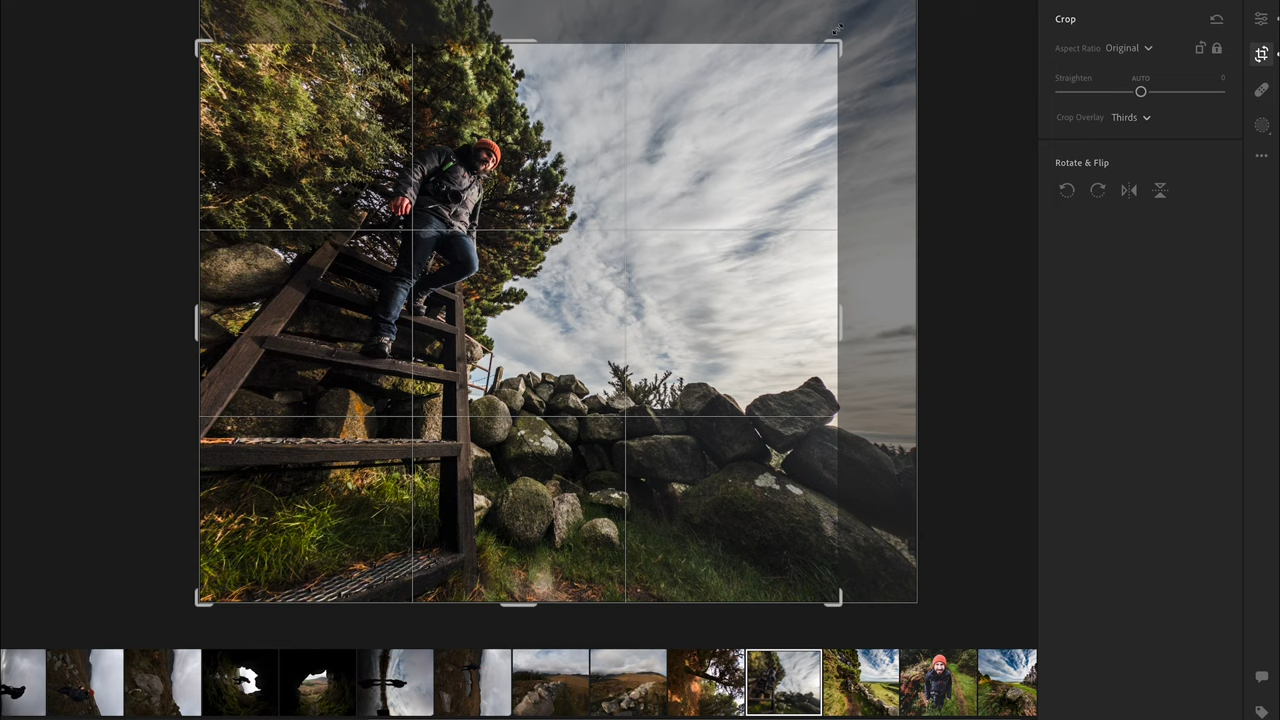 Crop
Aspect Ratio Original
Straighten AUTO 0
Crop Overlay Thirds
Rotate & Flip